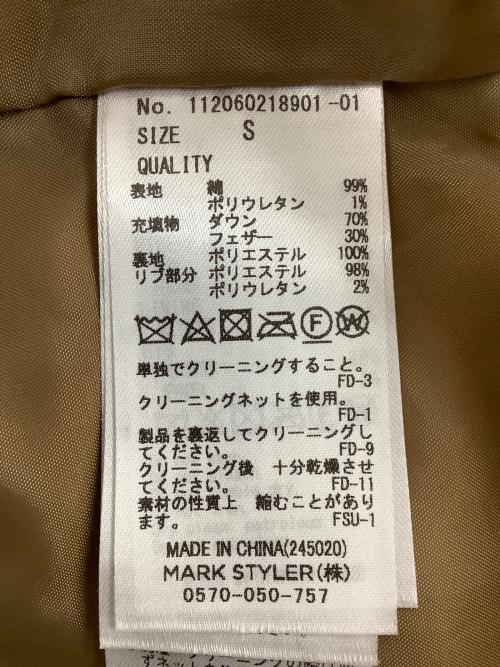 No. 112060218901-01
SIZE S
QUALITY
表地 綿 99%
ポリウレタン 1%
充填物 ダウン 70%
フェザー 30%
裏地 ポリエステル 100%
リブ部分 ポリエステル 98%
ポリウレタン 2%
F W
単独でクリーニングすること。
FD-3
クリーニングネットを使用。
FD-1
製品を裏返してクリーニングし
てください。 FD-9
クリーニング後 十分乾燥させ
てください。 FD-11
素材の性質上 縮むことがあり
ます。 FSU-1
MADE IN CHINA(245020)
MARK STYLER(株)
0570-050-757